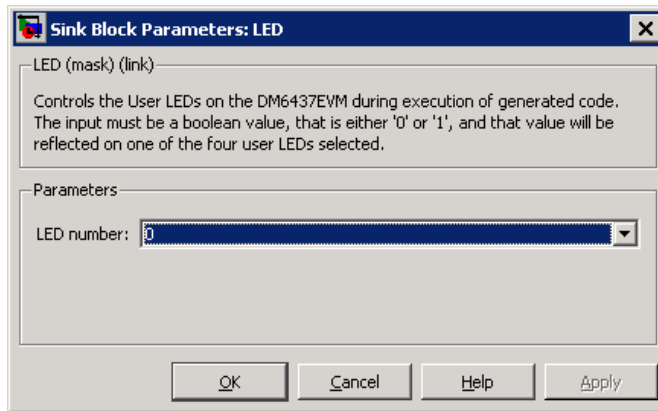 Sink Block Parameters: LED
LED (mask) (link)
Controls the User LEDs on the DM6437EVM during execution of generated code.
The input must be a boolean value, that is either '0' or '1', and that value will be
reflected on one of the four user LEDs selected.
Parameters
LED number: 0
OK Cancel Help Apply